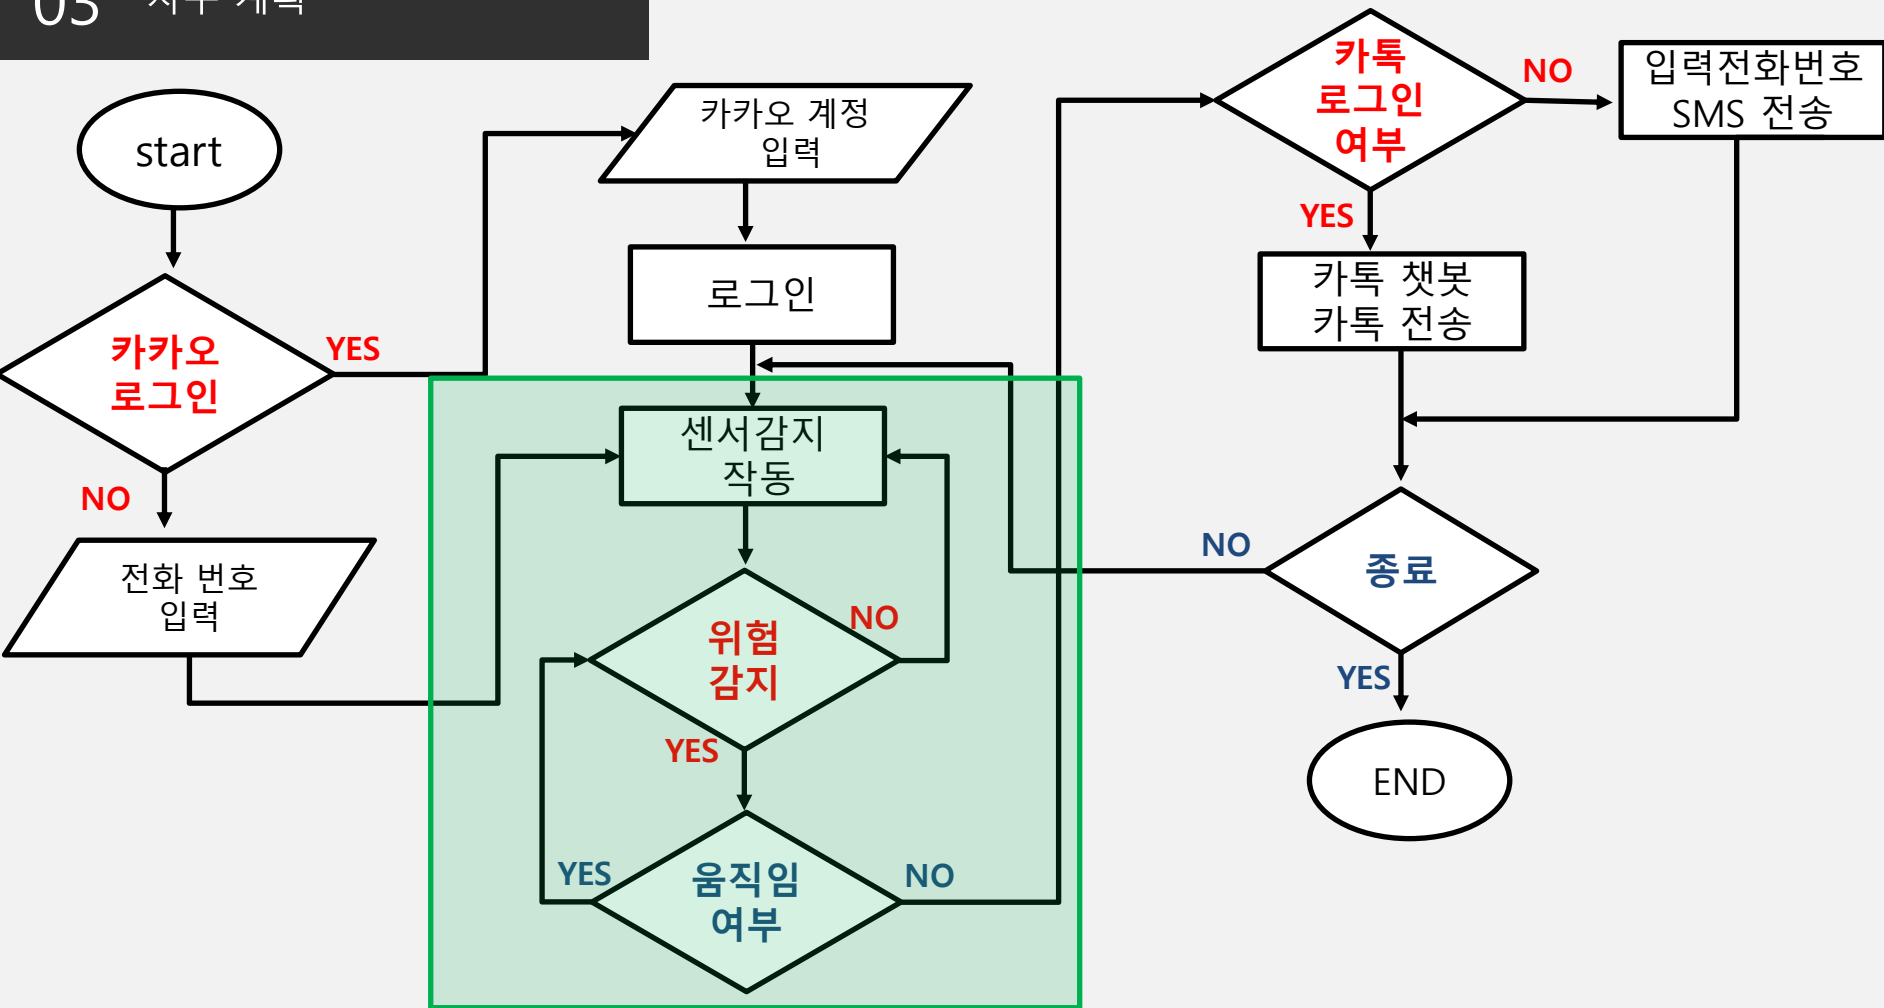 03
start
카카오
로그인
YES
NO
전화 번호
입력
카카오 계정
입력
로그인
센서감지
작동
위험
감지
NO
YES
움직임
여부
YES
NO
카톡
로그인
여부
NO
YES
입력전화번호
SMS 전송
카톡 챗봇
카톡 전송
종료
NO
YES
END